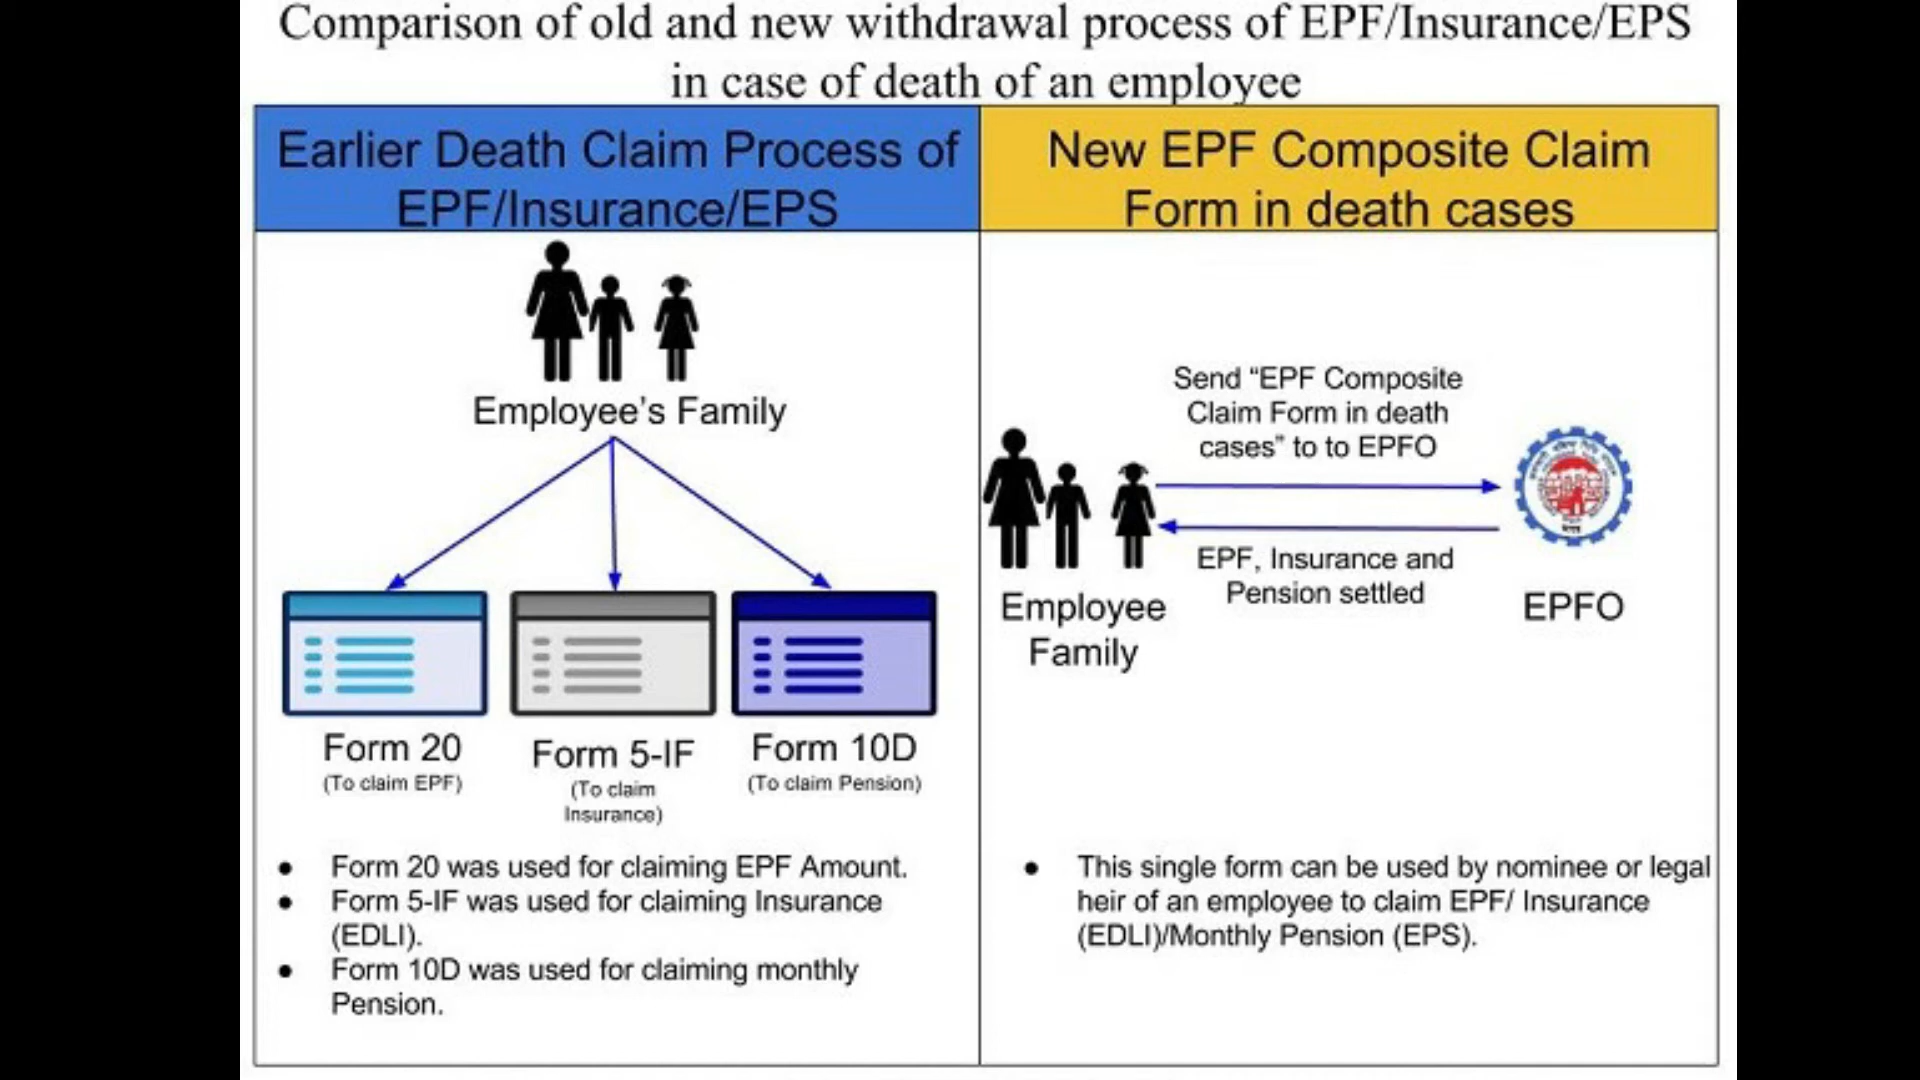 Comparison of old and new withdrawal process of EPF/Insurance/EPS
in case of death of an employee
Earlier Death Claim Process of
EPF/Insurance/EPS
Employee's Family
Form 20
(To claim EPF)
Form 5-IF
(To claim
Insurance)
Form 10D
(To claim Pension)
● Form 20 was used for claiming EPF Amount.
● Form 5-IF was used for claiming Insurance
(EDLI).
● Form 10D was used for claiming monthly
Pension.
New EPF Composite Claim
Form in death cases
Send “EPF Composite
Claim Form in death
cases” to to EPFO
EPF, Insurance and
Pension settled
Employee
Family
EPFO
● This single form can be used by nominee or legal
heir of an employee to claim EPF/ Insurance
(EDLI)/Monthly Pension (EPS).